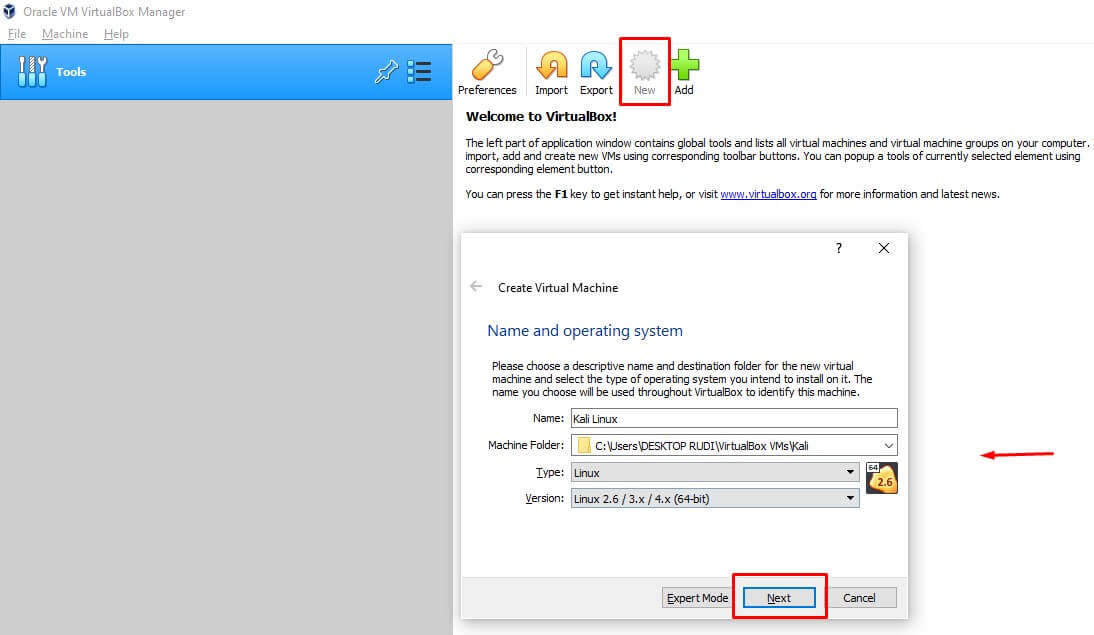 Oracle VM VirtualBox Manager
File Machine Help
Tools
Preferences Import Export New Add
Welcome to VirtualBox!
The left part of application window contains global tools and lists all virtual machines and virtual machine groups on your computer.
import, add and create new VMs using corresponding toolbar buttons. You can popup a tools of currently selected element using
corresponding element button.
You can press the F1 key to get instant help, or visit www.virtualbox.org for more information and latest news.
?
Create Virtual Machine
Name and operating system
Please choose a descriptive name and destination folder for the new virtual
machine and select the type of operating system you intend to install on it. The
name you choose will be used throughout VirtualBox to identify this machine.
Name: Kali Linux
Machine Folder: C:\Users\DESKTOP RUDI\VirtualBox VMs\Kali
Type: Linux
64
2.6
Version: Linux 2.6 / 3.x / 4.x (64-bit)
Expert Mode Next Cancel